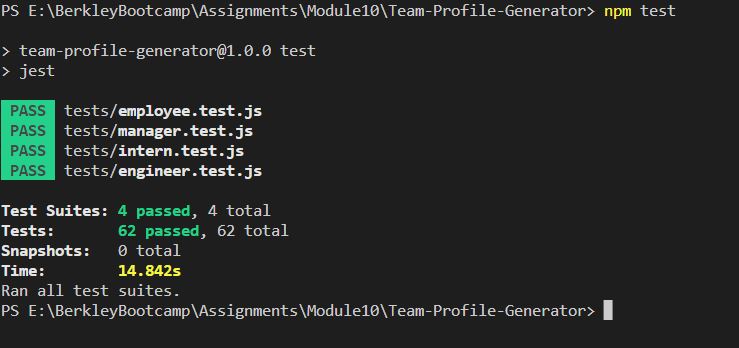 PS E:\BerkleyBootcamp\Assignments\Module10\Team-Profile-Generator> npm test
> team-profile-generator@1.0.0 test
> jest
PASS tests/employee.test.js
PASS tests/manager.test.js
PASS tests/intern.test.js
PASS tests/engineer.test.js
Test Suites: 4 passed, 4 total
Tests: 62 passed, 62 total
Snapshots: 0 total
Time: 14.842s
Ran all test suites.
PS E:\BerkleyBootcamp\Assignments\Module10\Team-Profile-Generator>